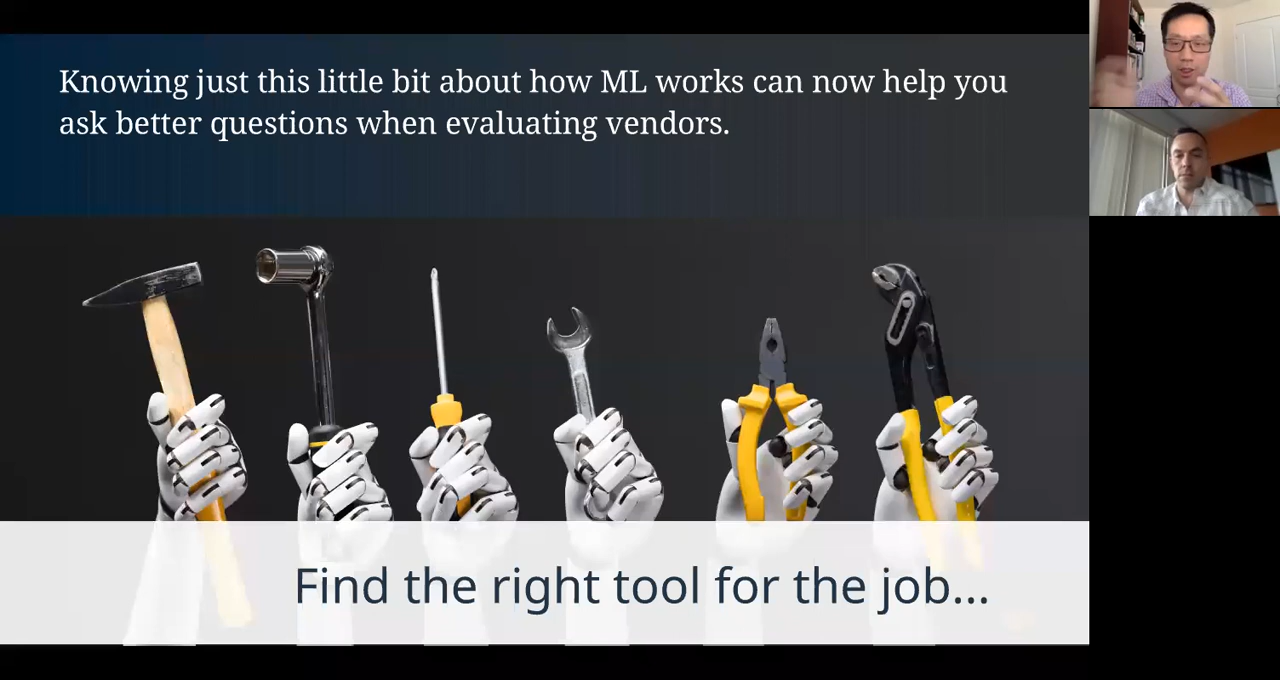 Knowing just this little bit about how ML works can now help you
ask better questions when evaluating vendors.
Find the right tool for the job...